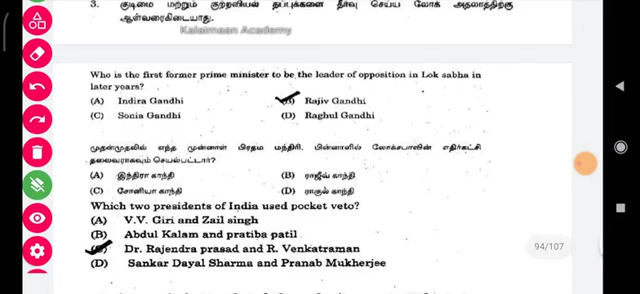 3. குடிமை மற்றும் குற்றவியல் தப்புக்களை தீர்வு செய்ய லோக் அதலாத்திற்கு
ஆள்வரைகிடையாது.
Kalaimaan Academy
Who is the first former prime minister to be the leader of opposition in Lok sabha in
later years?
(A) Indira Gandhi (B) Rajiv Gandhi
(C) Sonia Gandhi (D) Raghul Gandhi
முதன்முதலில் எந்த முன்னாள் பிரதம மந்திரி, பின்னாளில் லோக்சபாவின் எதிர்கட்சி
தலைவராகவும் செயல்பட்டார்?
(A) இந்திரா காந்தி (B) ராஜீவ் காந்தி
(C) சோனியா காந்தி (D) ராகுல் காந்தி
Which two presidents of India used pocket veto?
(A) V.V. Giri and Zail singh
(B) Abdul Kalam and pratiba patil
(C) Dr. Rajendra prasad and R. Venkatraman
(D) Sankar Dayal Sharma and Pranab Mukherjee
94/107